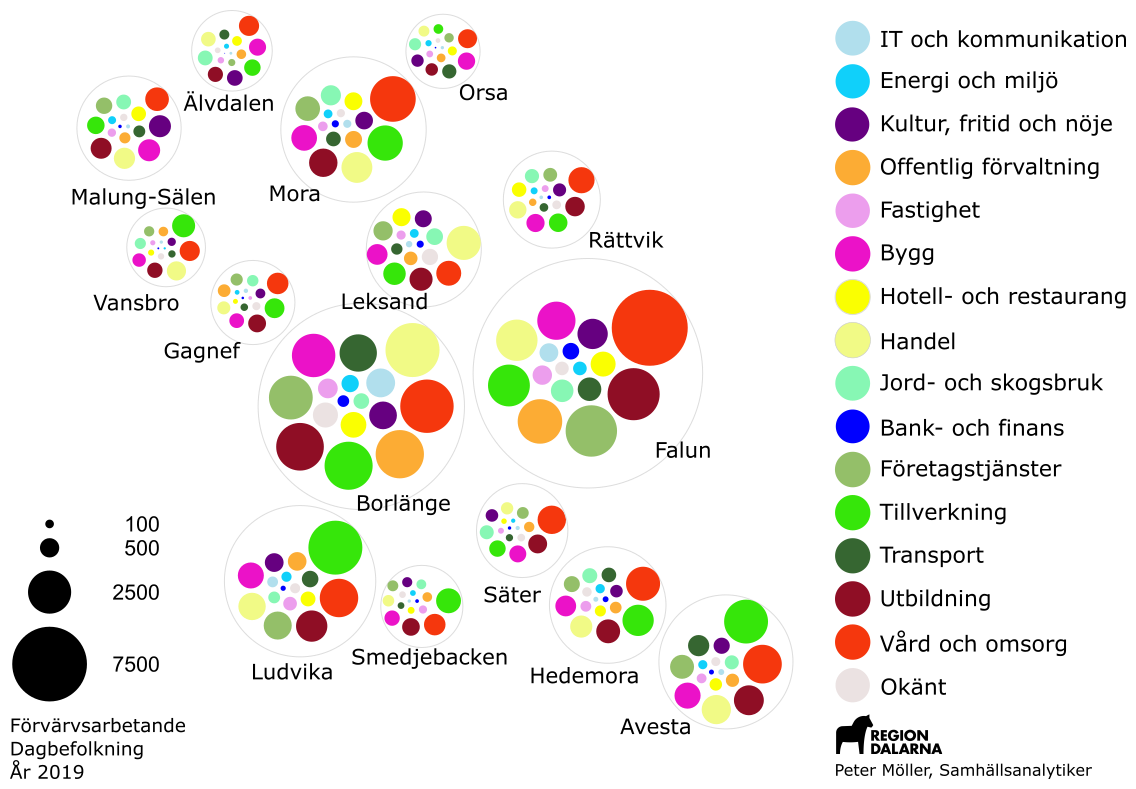 Orsa
Älvdalen
Malung-Sälen
Mora
Rättvik
Vansbro
Leksand
Gagnef
Falun
Borlänge
Säter
Smedjebacken
Ludvika
Hedemora
Avesta
100
500
2500
7500
Förvärvsarbetande
Dagbefolkning
År 2019
IT och kommunikation
Energi och miljö
Kultur, fritid och nöje
Offentlig förvaltning
Fastighet
Bygg
Hotell- och restaurang
Handel
Jord- och skogsbruk
Bank- och finans
Företagstjänster
Tillverkning
Transport
Utbildning
Vård och omsorg
Okänt
REGION
DALARNA
Peter Möller, Samhällsanalytiker